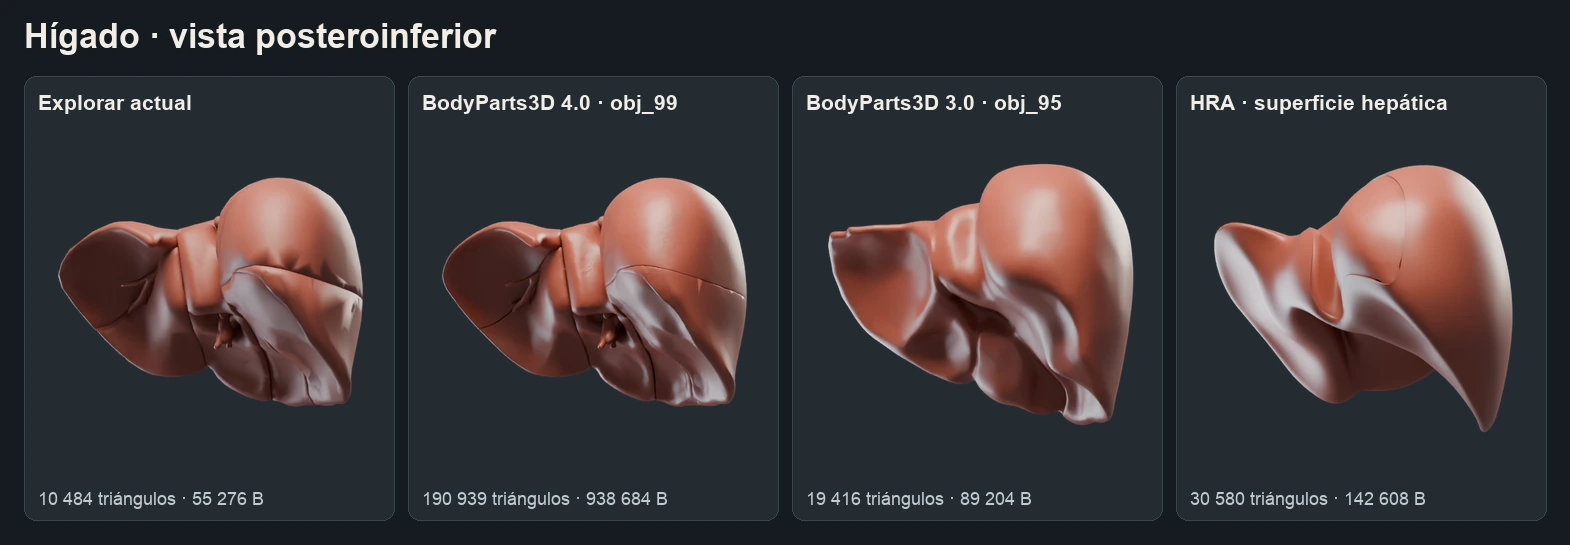 Hígado · vista posteroinferior
Explorar actual
BodyParts3D 4.0 · obj_99
BodyParts3D 3.0 · obj_95
HRA · superficie hepática
10 484 triángulos · 55 276 B
190 939 triángulos · 938 684 B
19 416 triángulos · 89 204 B
30 580 triángulos · 142 608 B